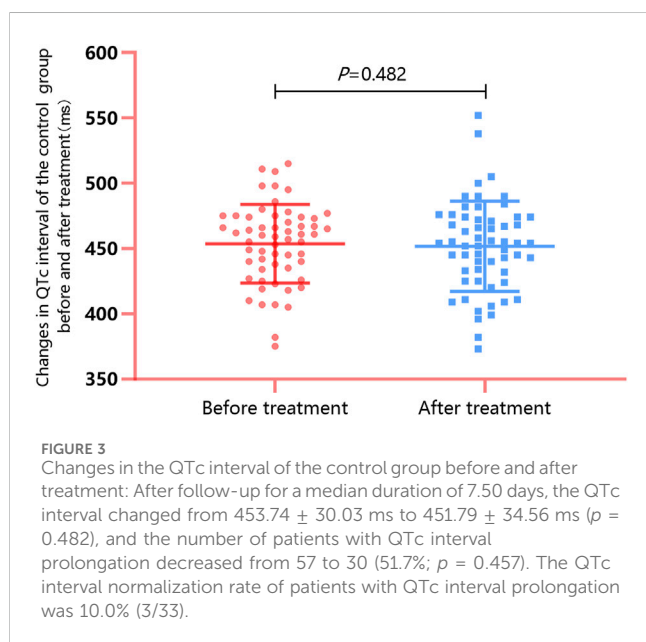 Changes in QTc interval of the control group
before and after treatment(ms)
600
550
500
450
400
350
P=0.482
Before treatment After treatment
FIGURE 3
Changes in the QTc interval of the control group before and after
treatment: After follow-up for a median duration of 7.50 days, the QTc
interval changed from 453.74 ± 30.03 ms to 451.79 ± 34.56 ms (p =
0.482), and the number of patients with QTc interval
prolongation decreased from 57 to 30 (51.7%; p = 0.457). The QTc
interval normalization rate of patients with QTc interval prolongation
was 10.0% (3/33).